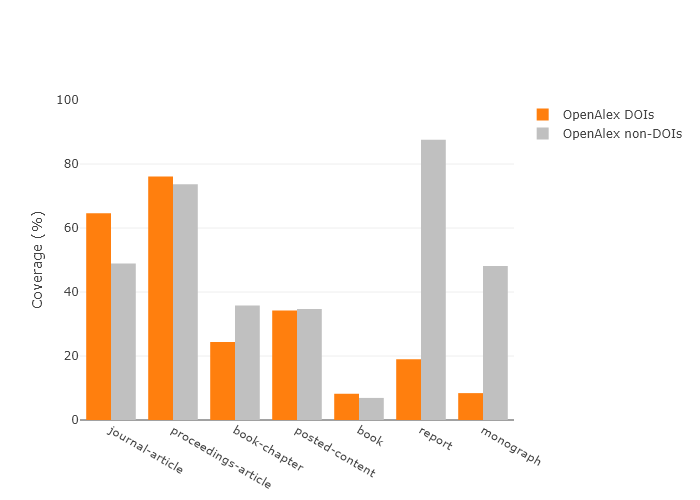 100
80
60
40
20
0
Coverage (%)
journal-article
proceedings-article
book-chapter
posted-content
book
report
monograph
OpenAlex DOIs
OpenAlex non-DOIs